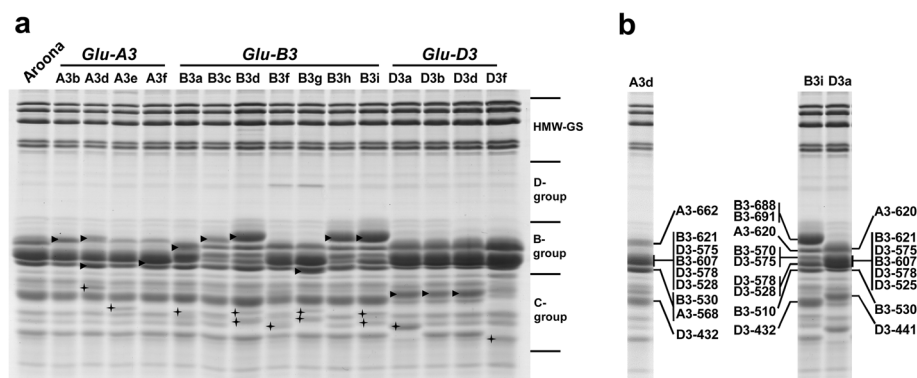 a
Aroona
Glu-A3 Glu-B3 Glu-D3
A3b A3d A3e A3f B3a B3c B3d B3f B3g B3h B3i D3a D3b D3d D3f
HMW-GS
D-
group
B-
group
C-
group
b
A3d
A3-662
B3-621
D3-575
B3-607
D3-578
D3-528
B3-530
A3-568
D3-432
B3i D3a
B3-688
B3-691
A3-620
B3-570
D3-575
D3-578
D3-528
B3-510
D3-432
A3-620
B3-621
D3-575
B3-607
D3-578
D3-525
B3-530
D3-441